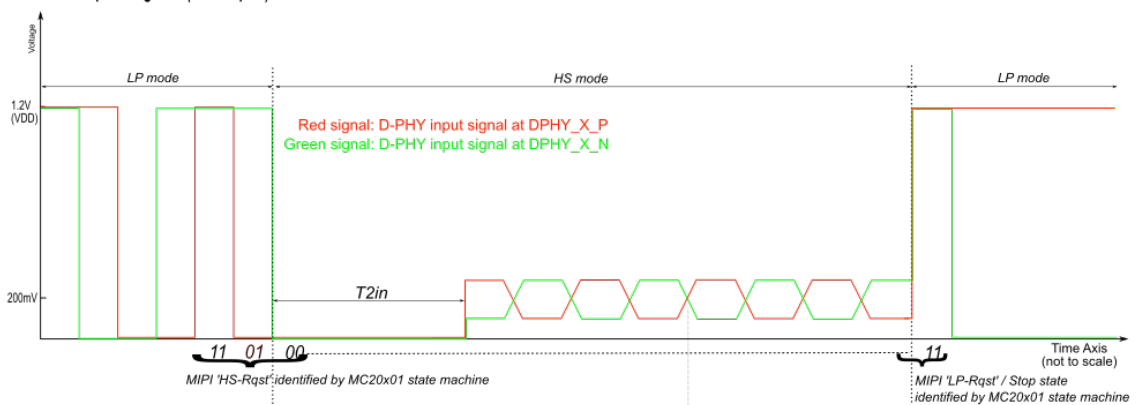 Voltage
LP mode
HS mode
LP mode
1.2V
(VDD)
Red signal: D-PHY input signal at DPHY_X_P
Green signal: D-PHY input signal at DPHY_X_N
200mV
T2in
11 01 00
11
Time Axis
(not to scale)
MIPI 'HS-Rqst' identified by MC20x01 state machine
MIPI 'LP-Rqst' / Stop state
identified by MC20x01 state machine